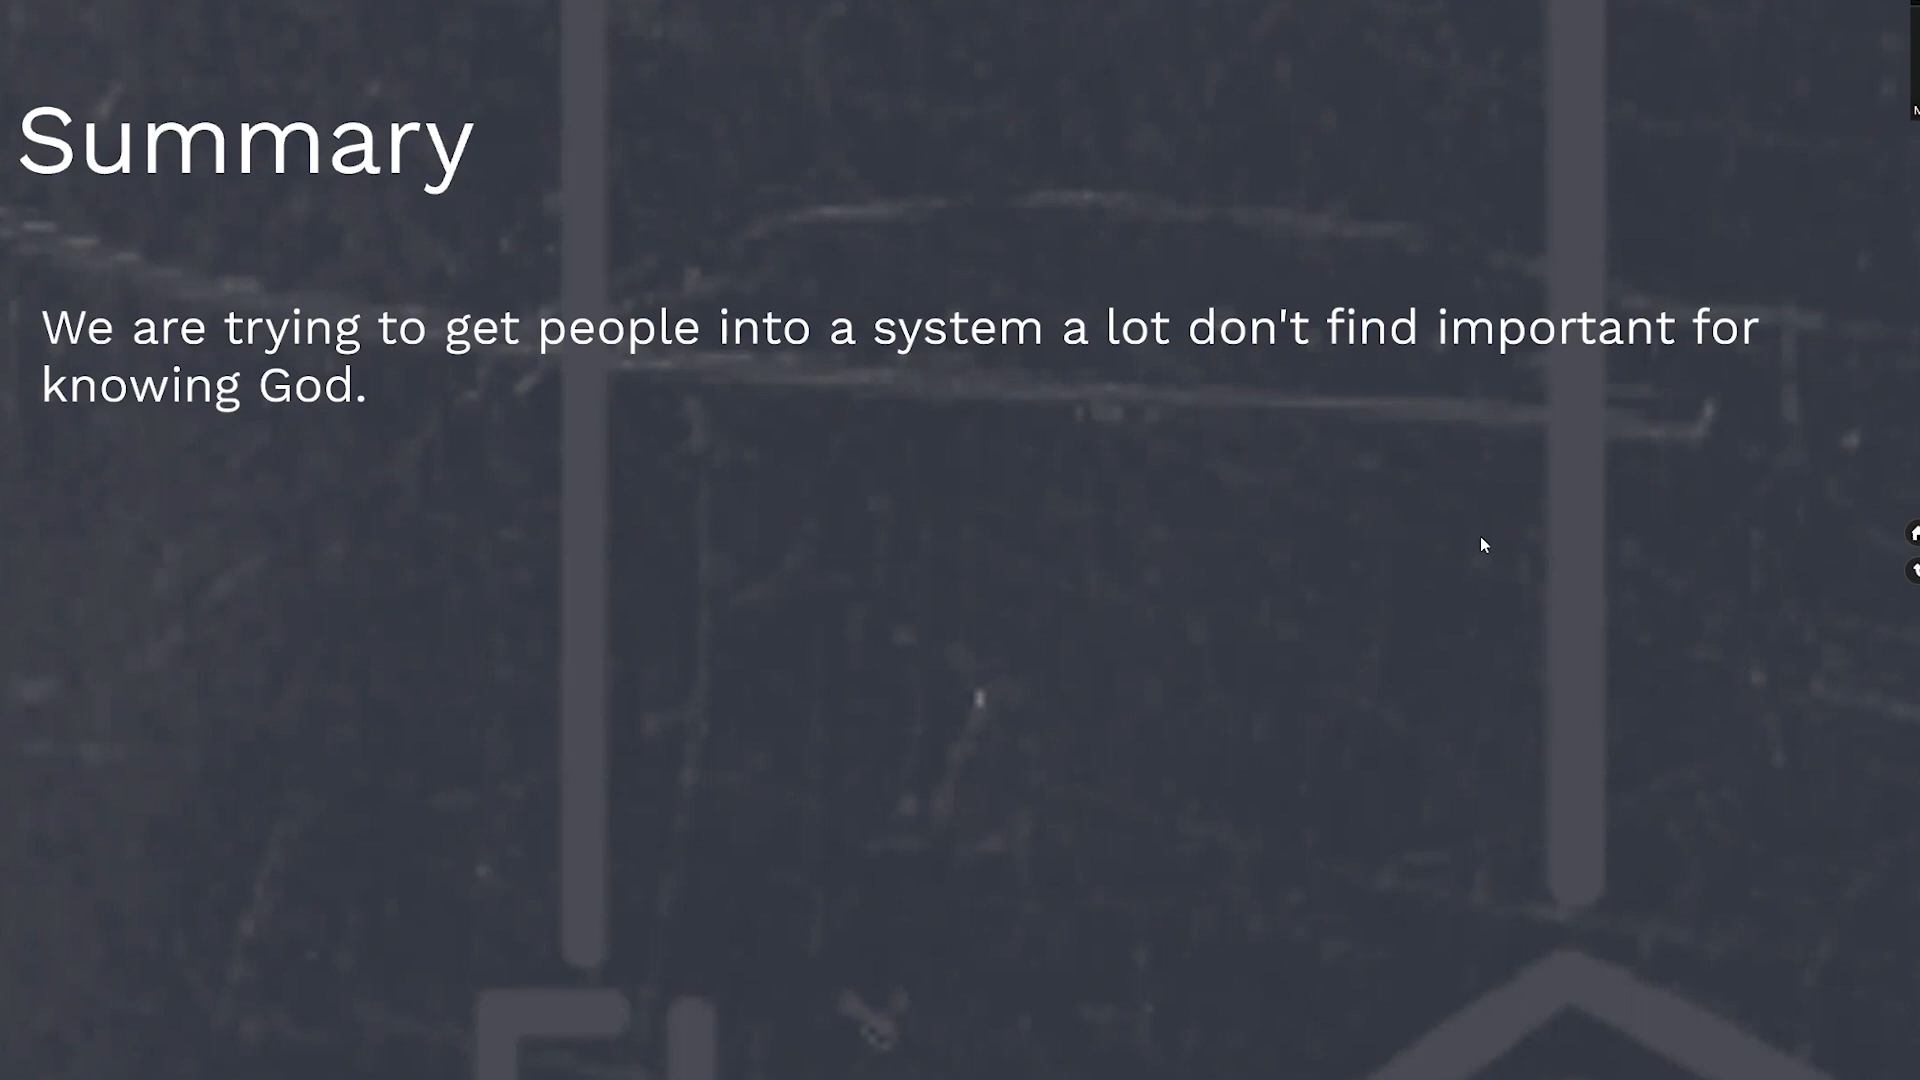 Summary
We are trying to get people into a system a lot don't find important for
knowing God.